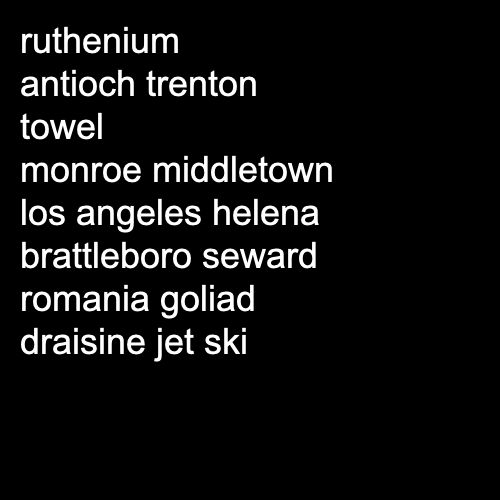 ruthenium
antioch trenton
towel
monroe middletown
los angeles helena
brattleboro seward
romania goliad
draisine jet ski